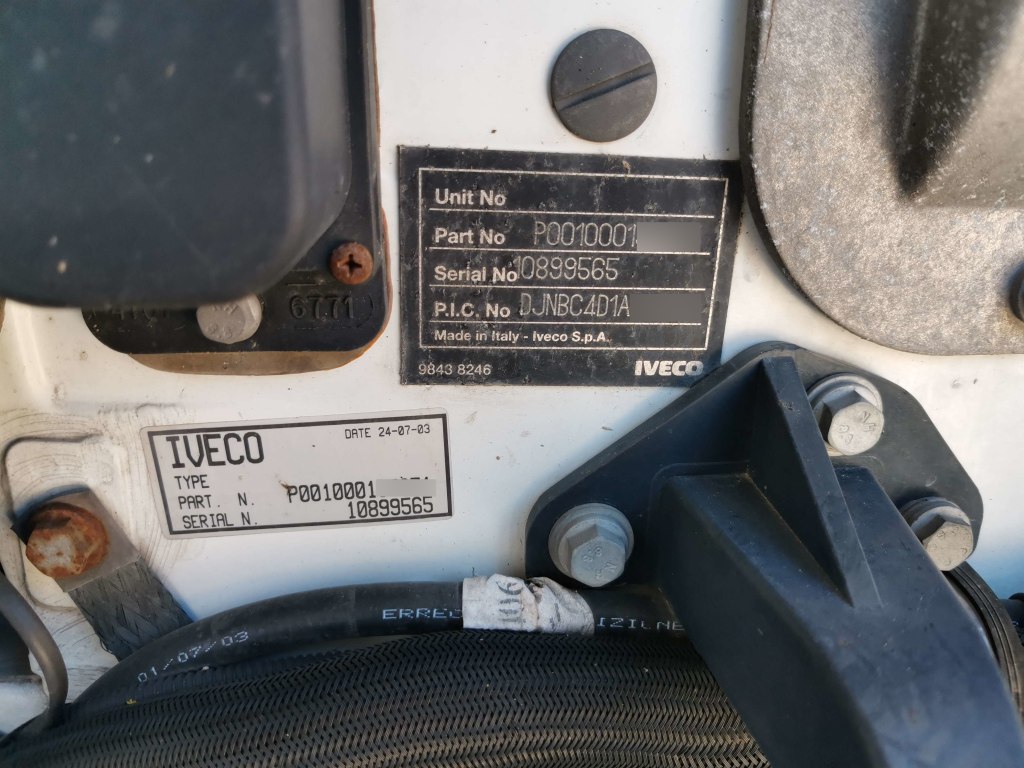 Unit No
Part No P0010001
Serial No 10899565
P.I.C. No DJNBC4D1A
Made in Italy - Iveco S.p.A.
9843 8246 IVECO
6771
IVECO DATE 24-07-03
TYPE
PART. N. P0010001
SERIAL N. 10899565
01/07/03